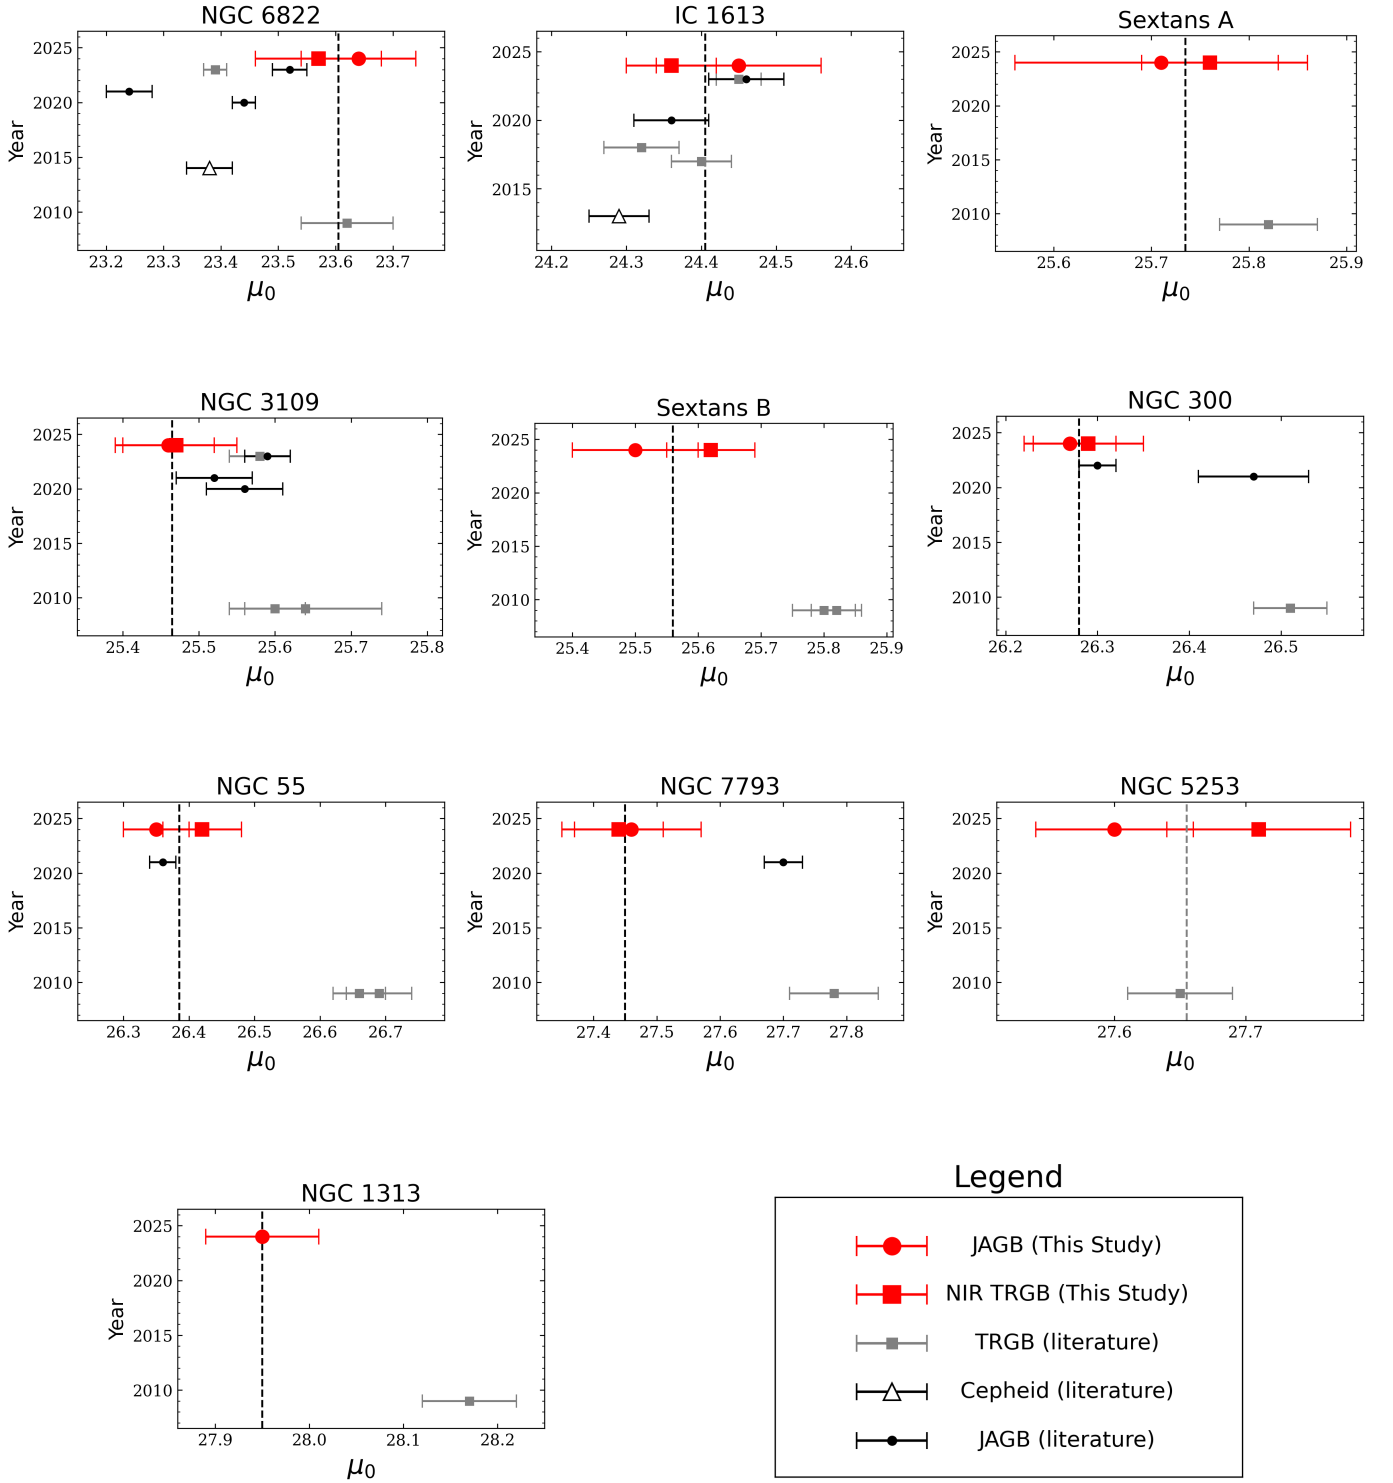 NGC 6822
2025
2020
2015
2010
Year
23.2 23.3 23.4 23.5 23.6 23.7
μ0
IC 1613
2025
2020
2015
Year
24.2 24.3 24.4 24.5 24.6
μ0
Sextans A
2025
2020
2015
2010
Year
25.6 25.7 25.8 25.9
μ0
NGC 3109
2025
2020
2015
2010
Year
25.4 25.5 25.6 25.7 25.8
μ0
Sextans B
2025
2020
2015
2010
Year
25.4 25.5 25.6 25.7 25.8 25.9
μ0
NGC 300
2025
2020
2015
2010
Year
26.2 26.3 26.4 26.5
μ0
NGC 55
2025
2020
2015
2010
Year
26.3 26.4 26.5 26.6 26.7
μ0
NGC 7793
2025
2020
2015
2010
Year
27.4 27.5 27.6 27.7 27.8
μ0
NGC 5253
2025
2020
2015
2010
Year
27.6 27.7
μ0
NGC 1313
2025
2020
2015
2010
Year
27.9 28.0 28.1 28.2
μ0
Legend
JAGB (This Study)
NIR TRGB (This Study)
TRGB (literature)
Cepheid (literature)
JAGB (literature)